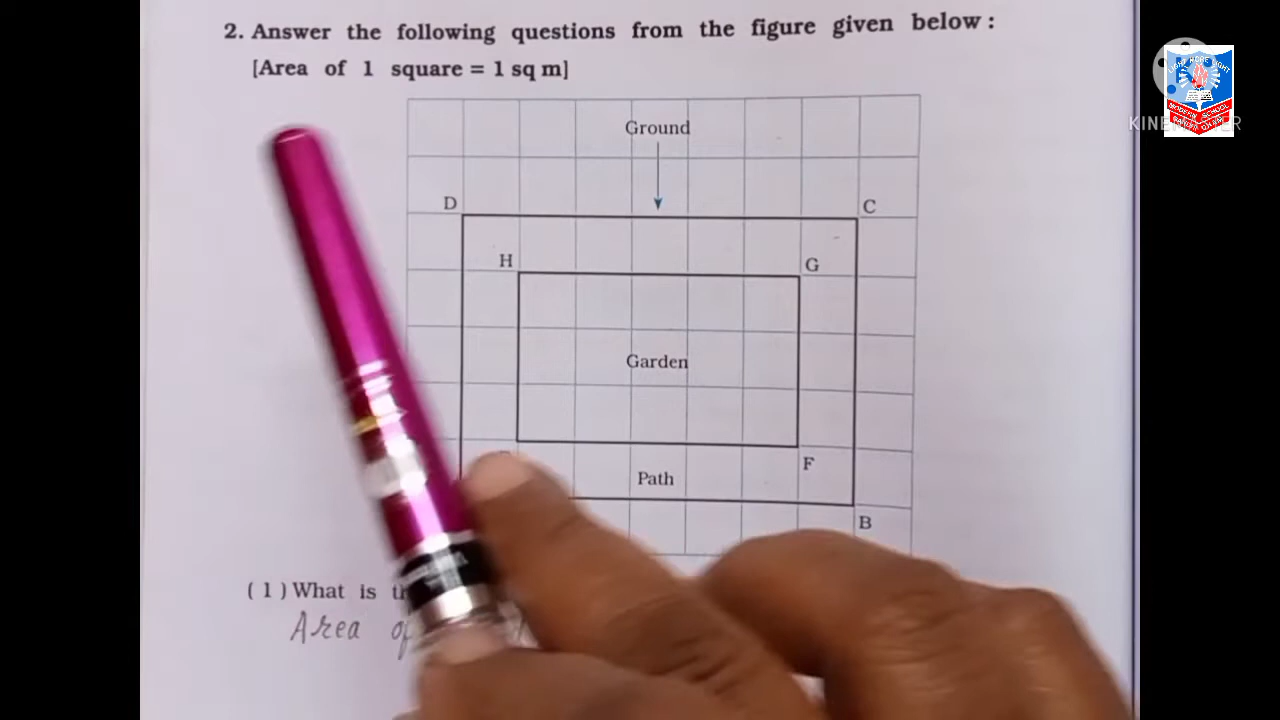 2. Answer the following questions from the figure given below :
[Area of 1 square = 1 sq m]
Ground
D
C
H
G
Garden
F
Path
B
( 1 ) What is
Area of